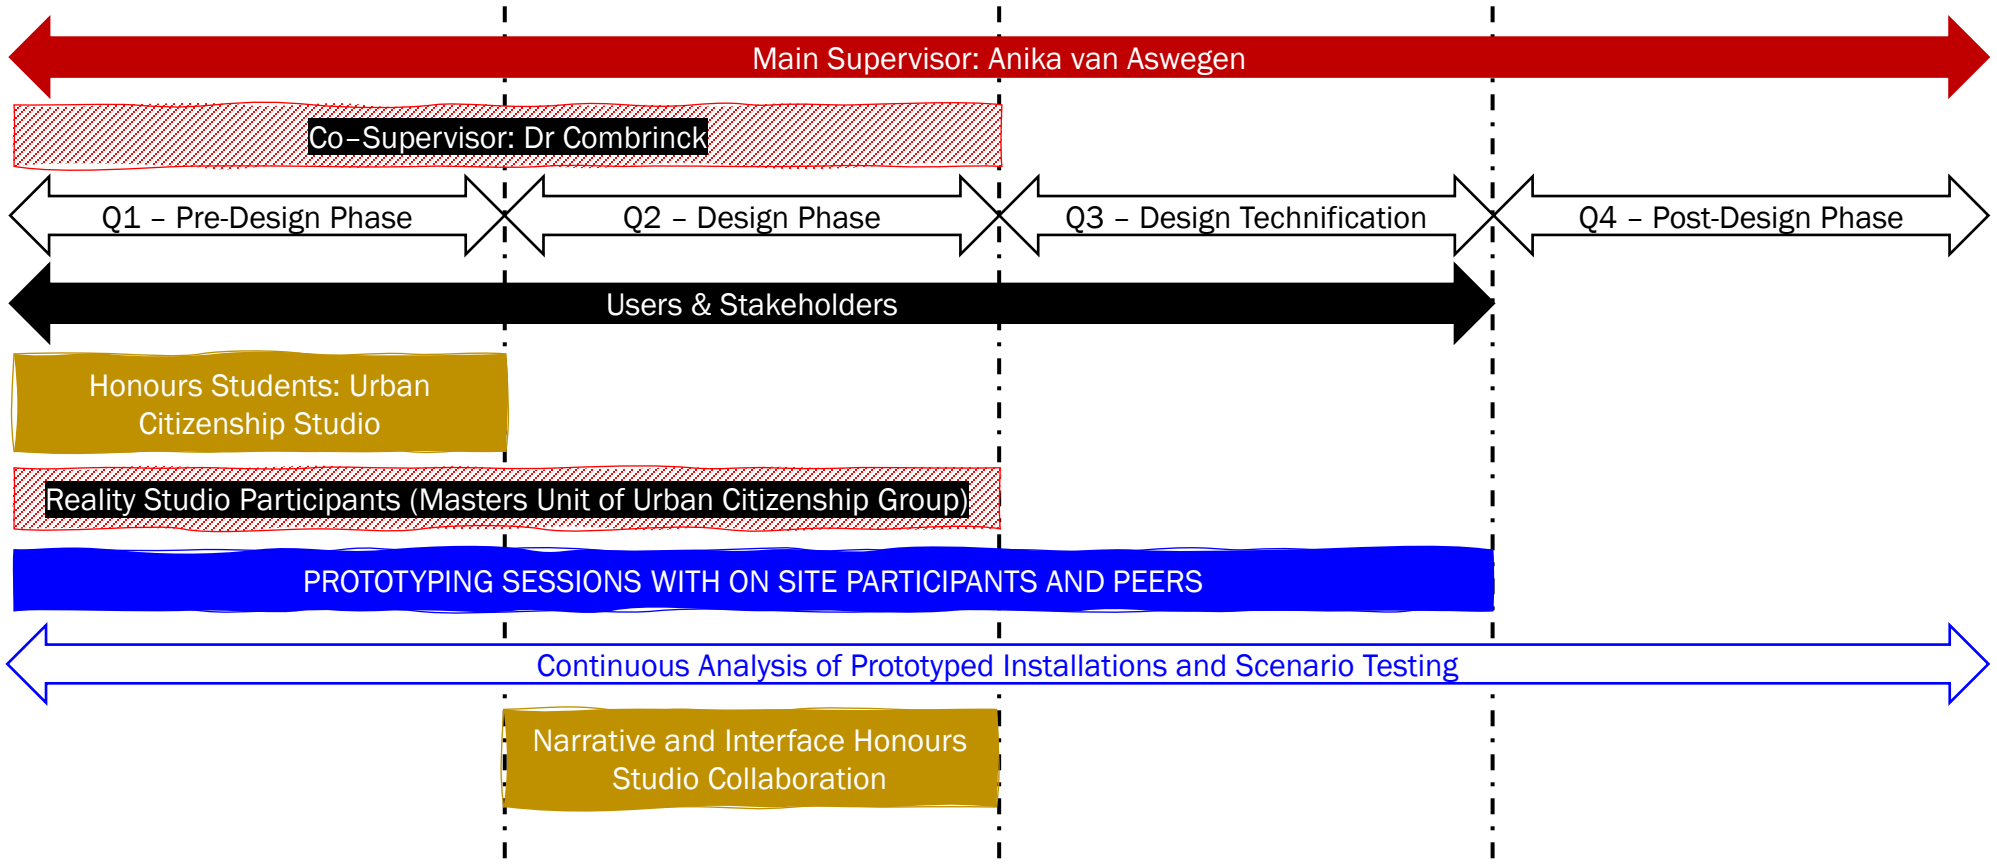 Main Supervisor: Anika van Aswegen
Co–Supervisor: Dr Combrinck
Q1 – Pre-Design Phase
Q2 – Design Phase
Q3 – Design Technification
Q4 – Post-Design Phase
Users & Stakeholders
Honours Students: Urban
Citizenship Studio
Reality Studio Participants (Masters Unit of Urban Citizenship Group)
PROTOTYPING SESSIONS WITH ON SITE PARTICIPANTS AND PEERS
Continuous Analysis of Prototyped Installations and Scenario Testing
Narrative and Interface Honours
Studio Collaboration